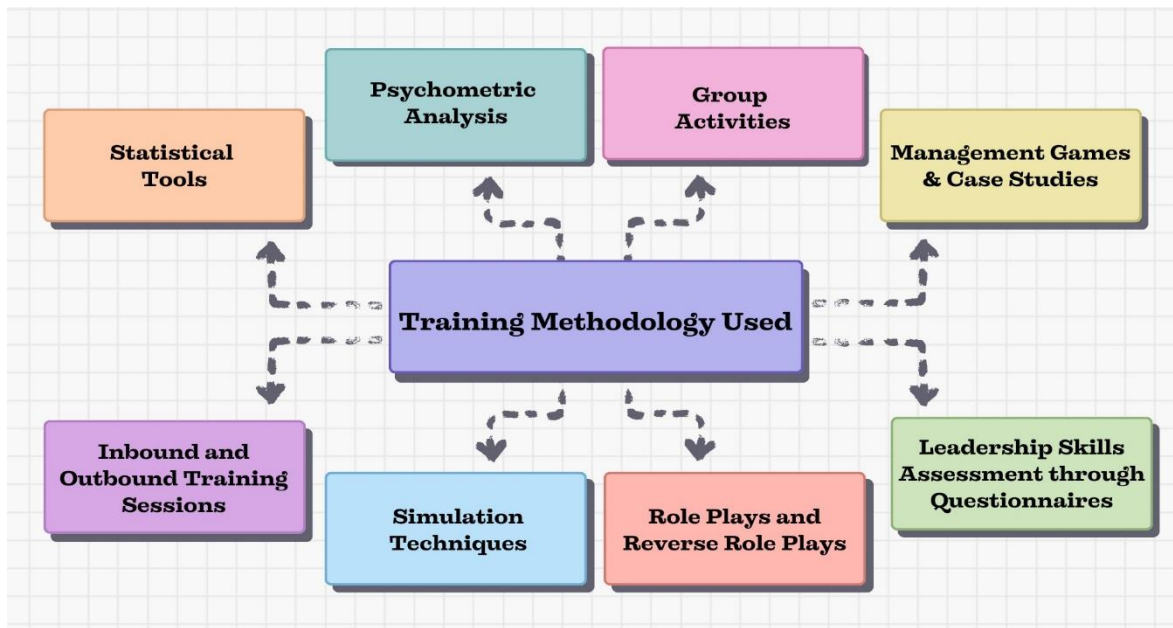 Psychometric
Analysis
Group
Activities
Statistical
Tools
Management Games
& Case Studies
Training Methodology Used
Inbound and
Outbound Training
Sessions
Simulation
Techniques
Role Plays and
Reverse Role Plays
Leadership Skills
Assessment through
Questionnaires